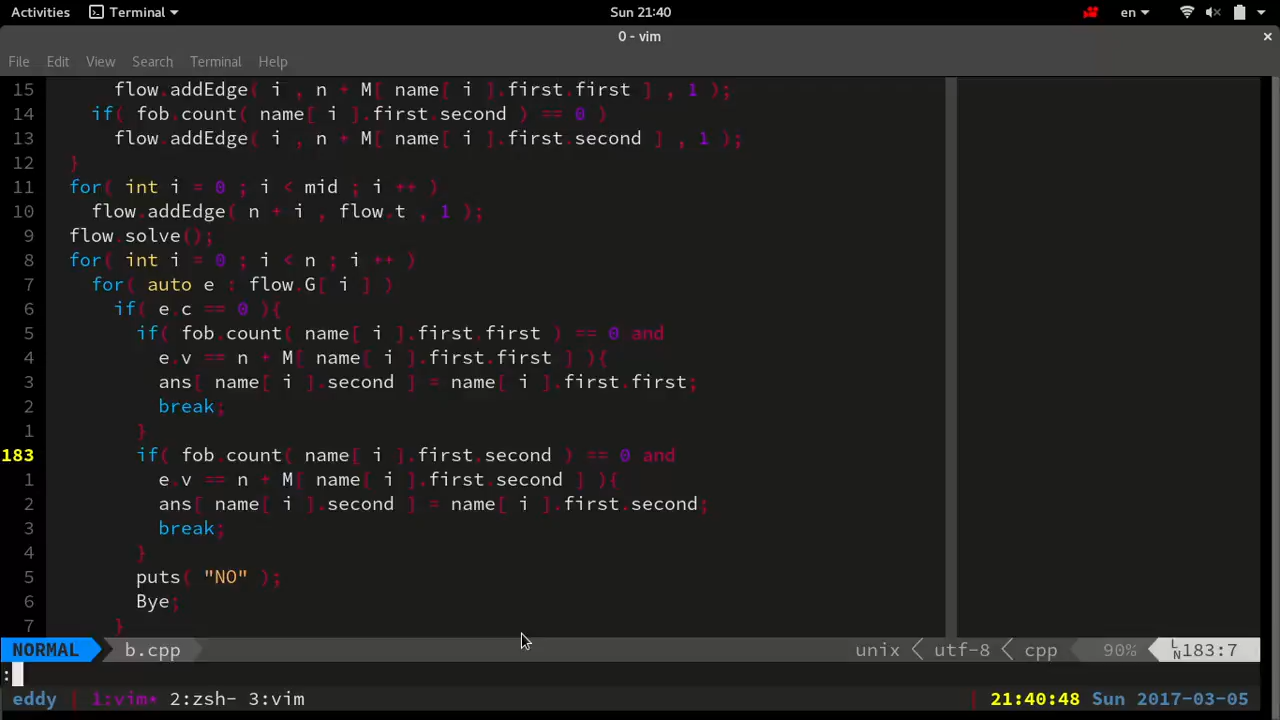 Activities Terminal Sun 21:40 en
0 - vim
File Edit View Search Terminal Help
15 flow.addEdge( i , n + M[ name[ i ].first.first ] , 1 );
14 if( fob.count( name[ i ].first.second ) == 0 )
13 flow.addEdge( i , n + M[ name[ i ].first.second ] , 1 );
12 }
11 for( int i = 0 ; i < mid ; i ++ )
10 flow.addEdge( n + i , flow.t , 1 );
9 flow.solve();
8 for( int i = 0 ; i < n ; i ++ )
7 for( auto e : flow.G[ i ] )
6 if( e.c == 0 ){
5 if( fob.count( name[ i ].first.first ) == 0 and
4 e.v == n + M[ name[ i ].first.first ] ){
3 ans[ name[ i ].second ] = name[ i ].first.first;
2 break;
1 }
183 if( fob.count( name[ i ].first.second ) == 0 and
1 e.v == n + M[ name[ i ].first.second ] ){
2 ans[ name[ i ].second ] = name[ i ].first.second;
3 break;
4 }
5 puts( "NO" );
6 Bye;
7 }
NORMAL b.cpp unix utf-8 cpp 90% LN 183:7
:
eddy 1:vim* 2:zsh- 3:vim 21:40:48 Sun 2017-03-05